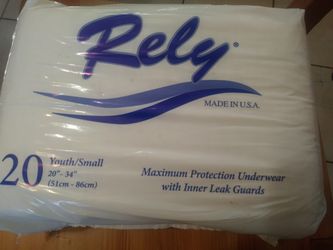 Rely®
MADE IN U.S.A.
20
Youth/Small
20"- 34"
(51cm - 86cm)
Maximum Protection Underwear
with Inner Leak Guards